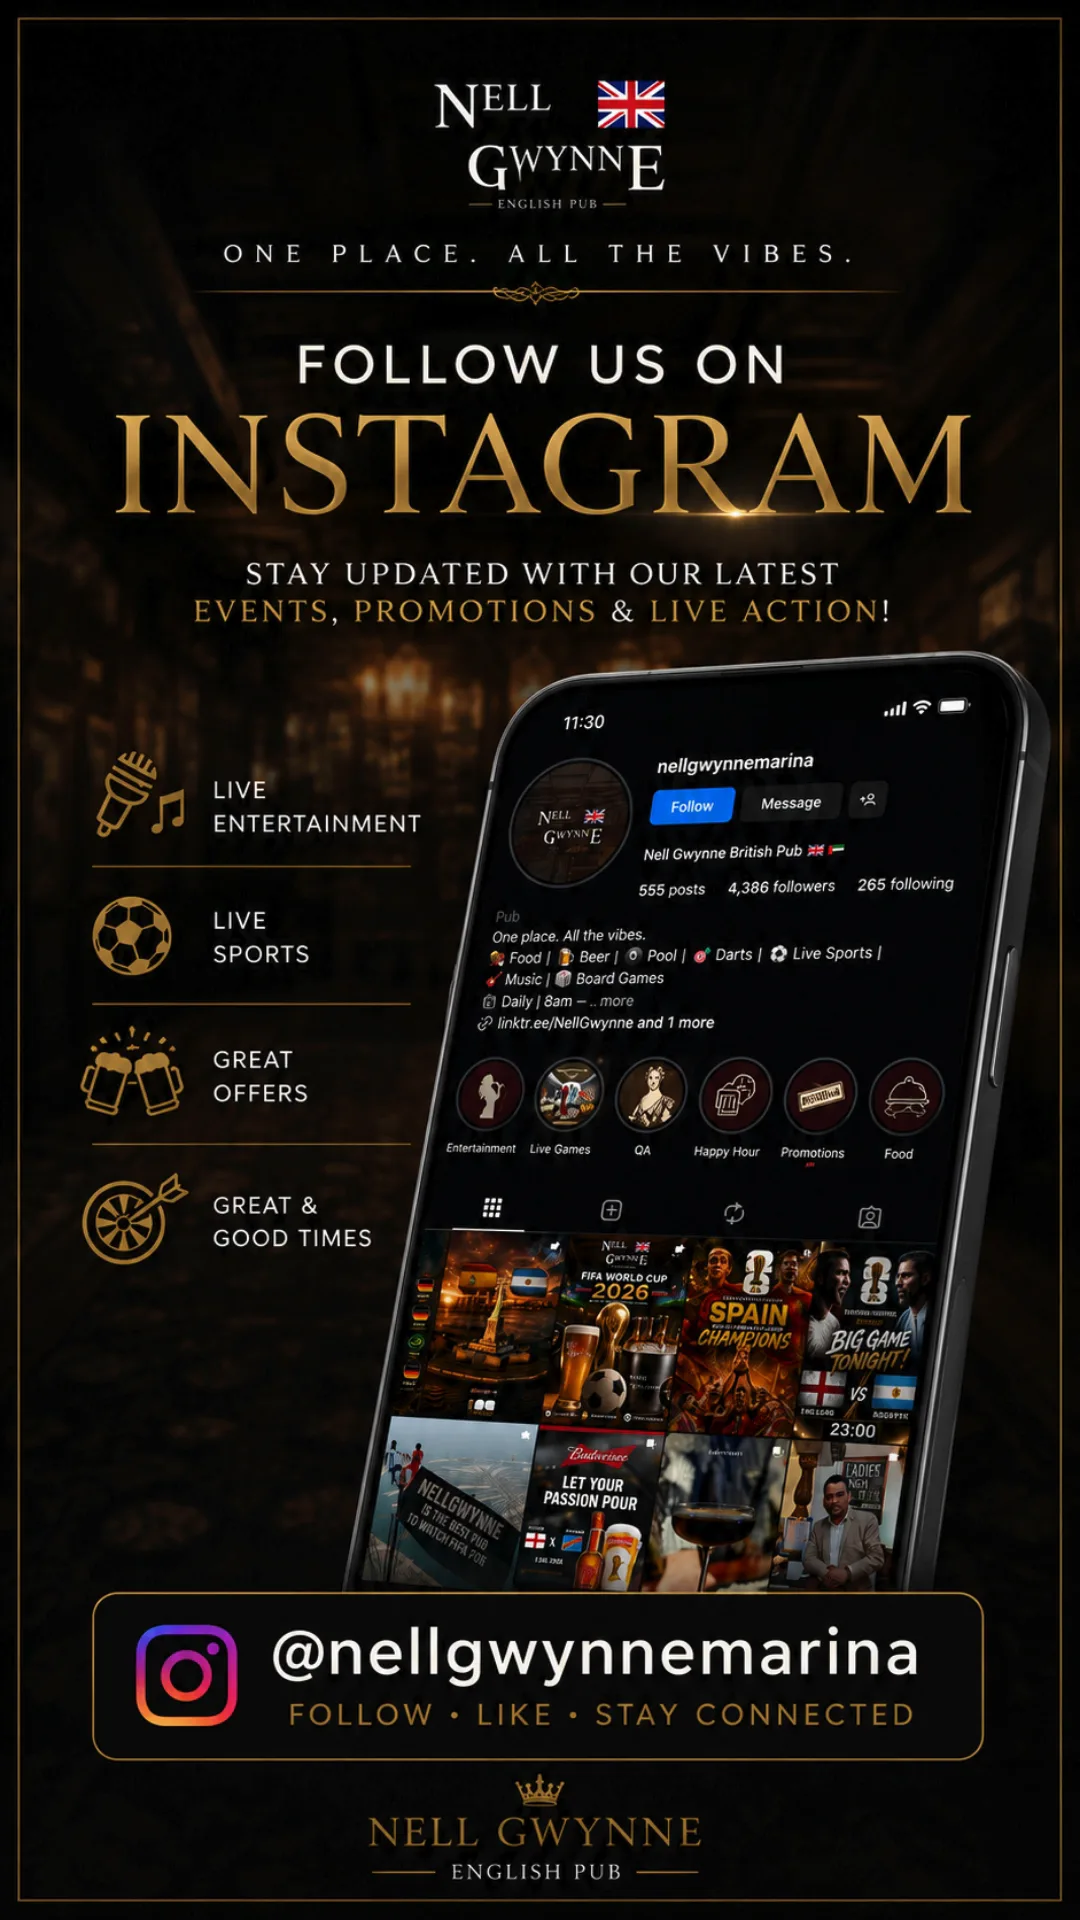 NELL
GWYNNE
ENGLISH PUB
ONE PLACE. ALL THE VIBES.
FOLLOW US ON
INSTAGRAM
STAY UPDATED WITH OUR LATEST
EVENTS, PROMOTIONS & LIVE ACTION!
LIVE
ENTERTAINMENT
LIVE
SPORTS
GREAT
OFFERS
GREAT &
GOOD TIMES
11:30
nellgwynnemarina
Follow
Message
NELL
GWYNNE
Nell Gwynne British Pub
555 posts 4,386 followers 265 following
Pub
One place. All the vibes.
Food | Beer | Pool | Darts | Live Sports |
Music | Board Games
Daily | 8am – .. more
linktr.ee/NellGwynne and 1 more
Entertainment Live Games QA Happy Hour Promotions Food
NELL
GWYNNE
FIFA WORLD CUP
2026
SPAIN
CHAMPIONS
BIG GAME
TONIGHT!
VS
23:00
NELLGWYNNE
IS THE BEST PUB
TO WATCH FIFA
Budweiser
LET YOUR
PASSION POUR
X
LADIES
@nellgwynnemarina
FOLLOW • LIKE • STAY CONNECTED
NELL GWYNNE
ENGLISH PUB